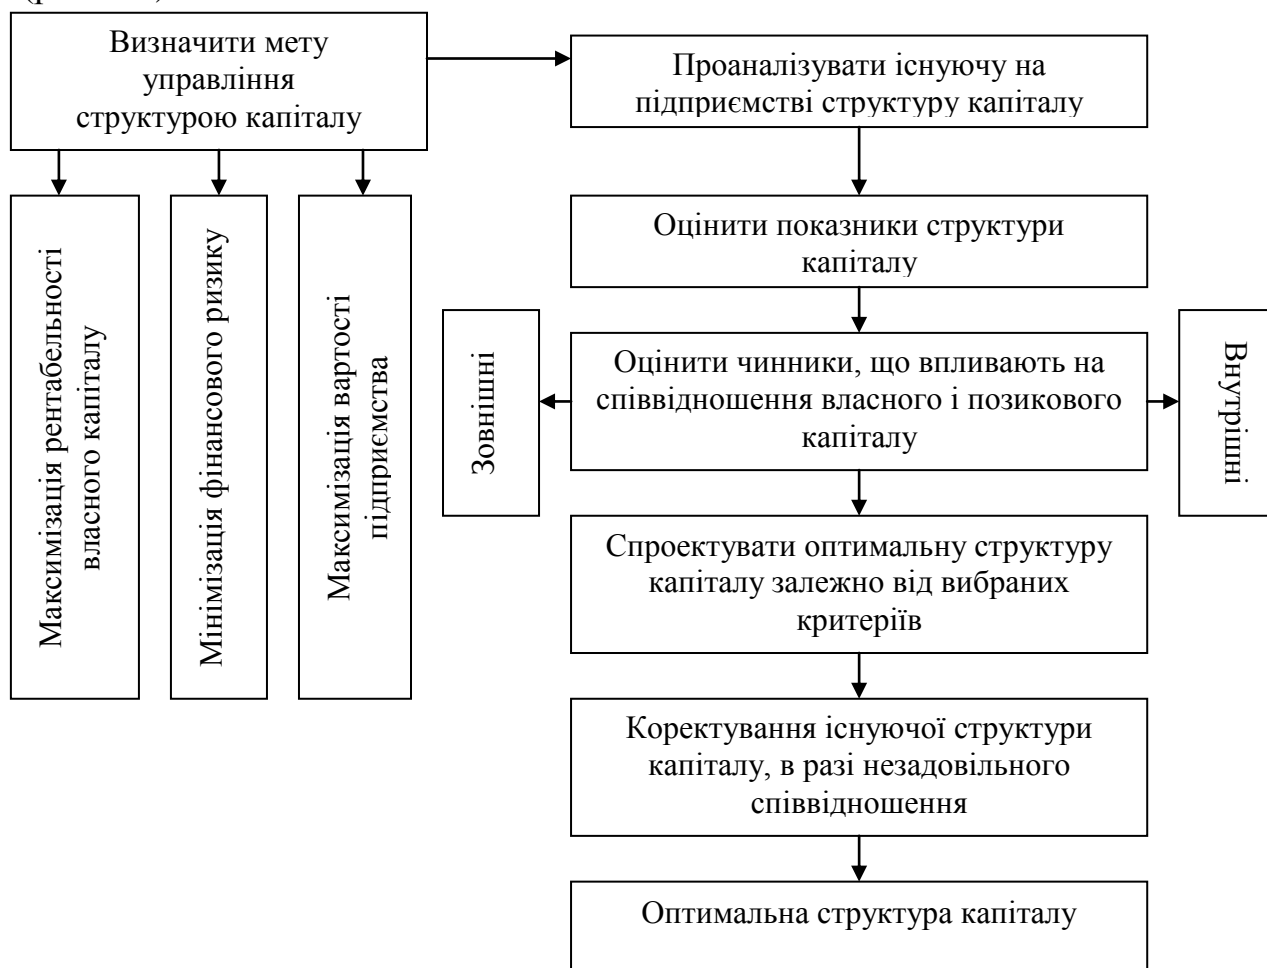 Визначити мету
управління
структурою капіталу
Проаналізувати існуючу на
підприємстві структуру капіталу
Максимізація рентабельності
власного капіталу
Мінімізація фінансового ризику
Максимізація вартості
підприємства
Оцінити показники структури
капіталу
Зовнішні
Оцінити чинники, що впливають на
співвідношення власного і позикового
капіталу
Внутрішні
Спроектувати оптимальну структуру
капіталу залежно від вибраних
критеріїв
Коректування існуючої структури
капіталу, в разі незадовільного
співвідношення
Оптимальна структура капіталу